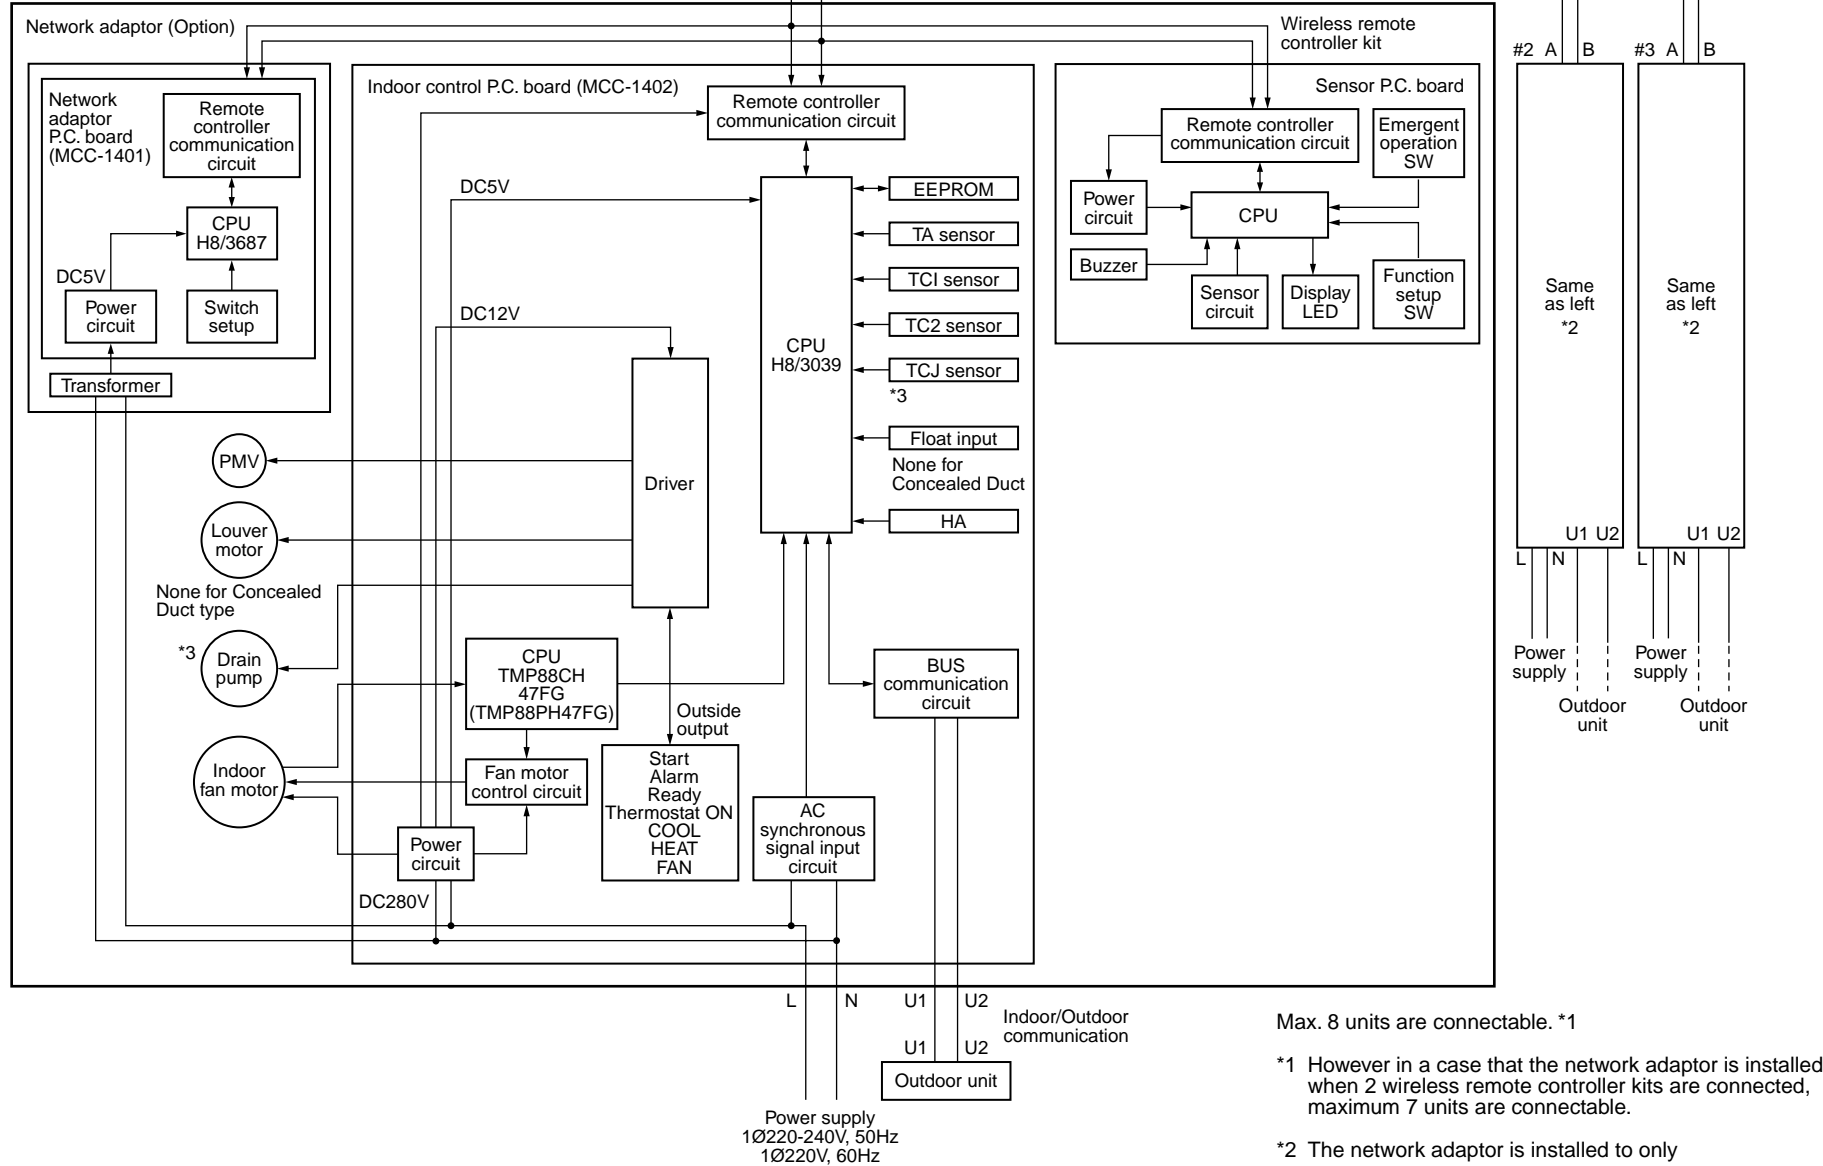 Network adaptor (Option)
Wireless remote
controller kit
Network
adaptor
P.C. board
(MCC-1401)
Remote
controller
communication
circuit
CPU
H8/3687
DC5V
Power
circuit
Switch
setup
Transformer
Indoor control P.C. board (MCC-1402)
Remote controller
communication circuit
DC5V
DC12V
CPU
H8/3039
EEPROM
TA sensor
TCI sensor
TC2 sensor
TCJ sensor
*3
Float input
None for
Concealed Duct
HA
Driver
PMV
Louver
motor
None for Concealed
Duct type
*3
Drain
pump
Indoor
fan motor
CPU
TMP88CH
47FG
(TMP88PH47FG)
Fan motor
control circuit
Power
circuit
DC280V
Outside
output
Start
Alarm
Ready
Thermostat ON
COOL
HEAT
FAN
AC
synchronous
signal input
circuit
BUS
communication
circuit
Sensor P.C. board
Remote controller
communication circuit
Emergent
operation
SW
Power
circuit
CPU
Buzzer
Sensor
circuit
Display
LED
Function
setup
SW
#2 A B
Same
as left
*2
U1 U2
L N
Power
supply
Outdoor
unit
#3 A B
Same
as left
*2
U1 U2
L N
Power
supply
Outdoor
unit
L N
U1 U2
Indoor/Outdoor
communication
U1 U2
Outdoor unit
Power supply
1Ø220-240V, 50Hz
1Ø220V, 60Hz
Max. 8 units are connectable. *1
*1 However in a case that the network adaptor is installed
when 2 wireless remote controller kits are connected,
maximum 7 units are connectable.
*2 The network adaptor is installed to only